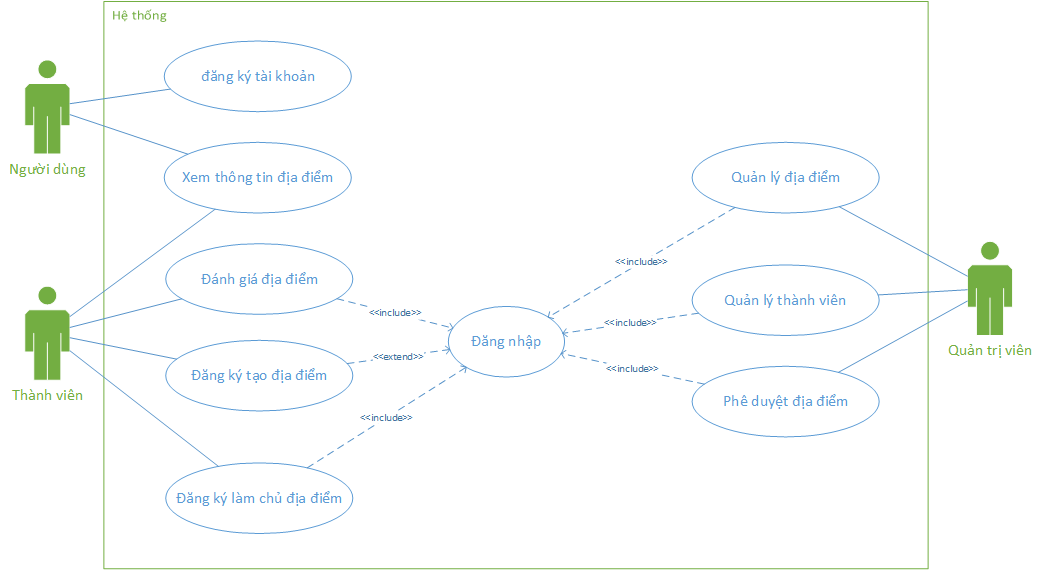 Hệ thống
đăng ký tài khoản
Người dùng
Xem thông tin địa điểm
Quản lý địa điểm
<<include>>
Đánh giá địa điểm
Quản lý thành viên
<<include>>
<<include>>
Đăng nhập
Quản trị viên
<<extend>>
<<include>>
Đăng ký tạo địa điểm
Thành viên
Phê duyệt địa điểm
<<include>>
Đăng ký làm chủ địa điểm